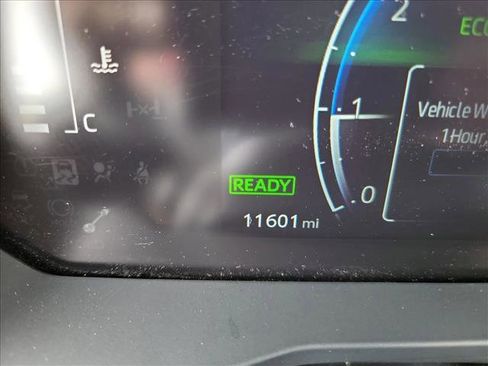 2
ECO
C
1
Vehicle W
1Hour
READY
0
11601 mi